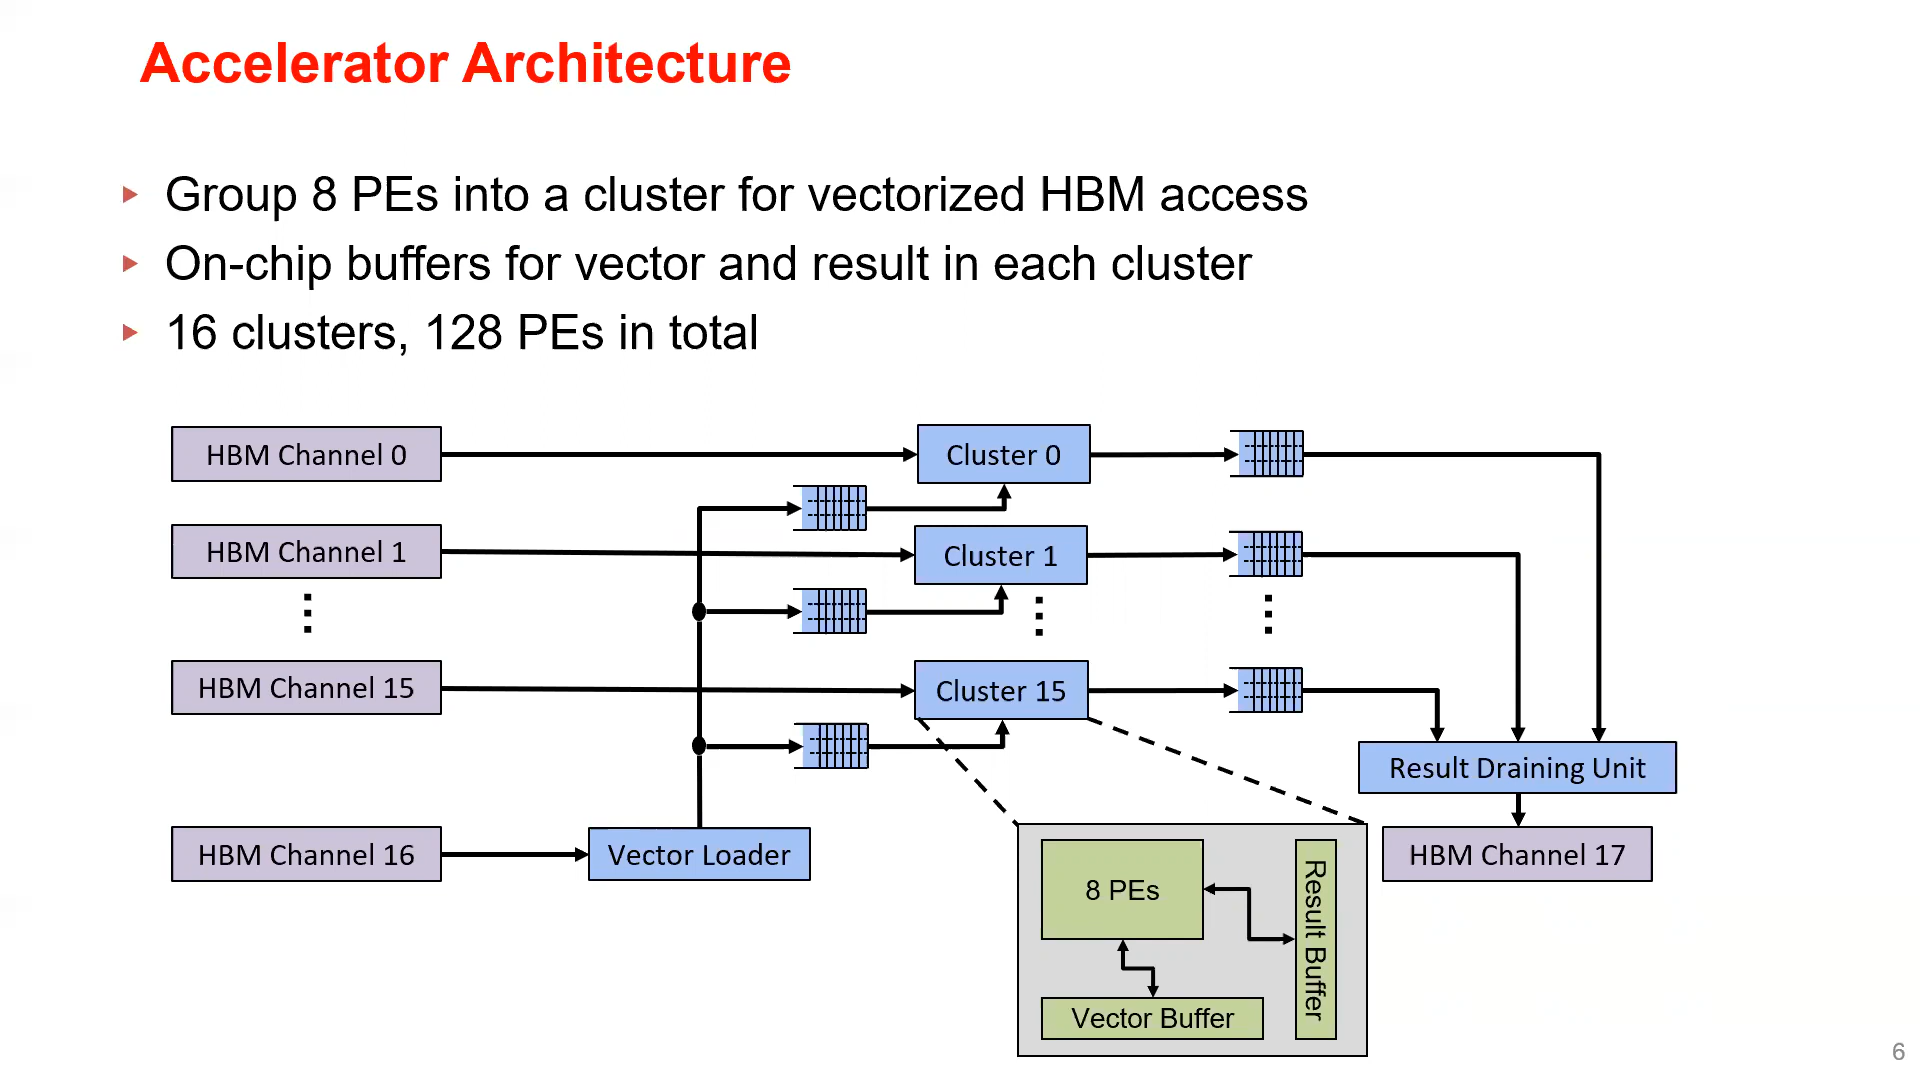 Accelerator Architecture
Group 8 PEs into a cluster for vectorized HBM access
On-chip buffers for vector and result in each cluster
16 clusters, 128 PEs in total
HBM Channel 0
Cluster 0
HBM Channel 1
Cluster 1
HBM Channel 15
Cluster 15
Result Draining Unit
HBM Channel 16
Vector Loader
HBM Channel 17
8 PEs
Result Buffer
Vector Buffer
6